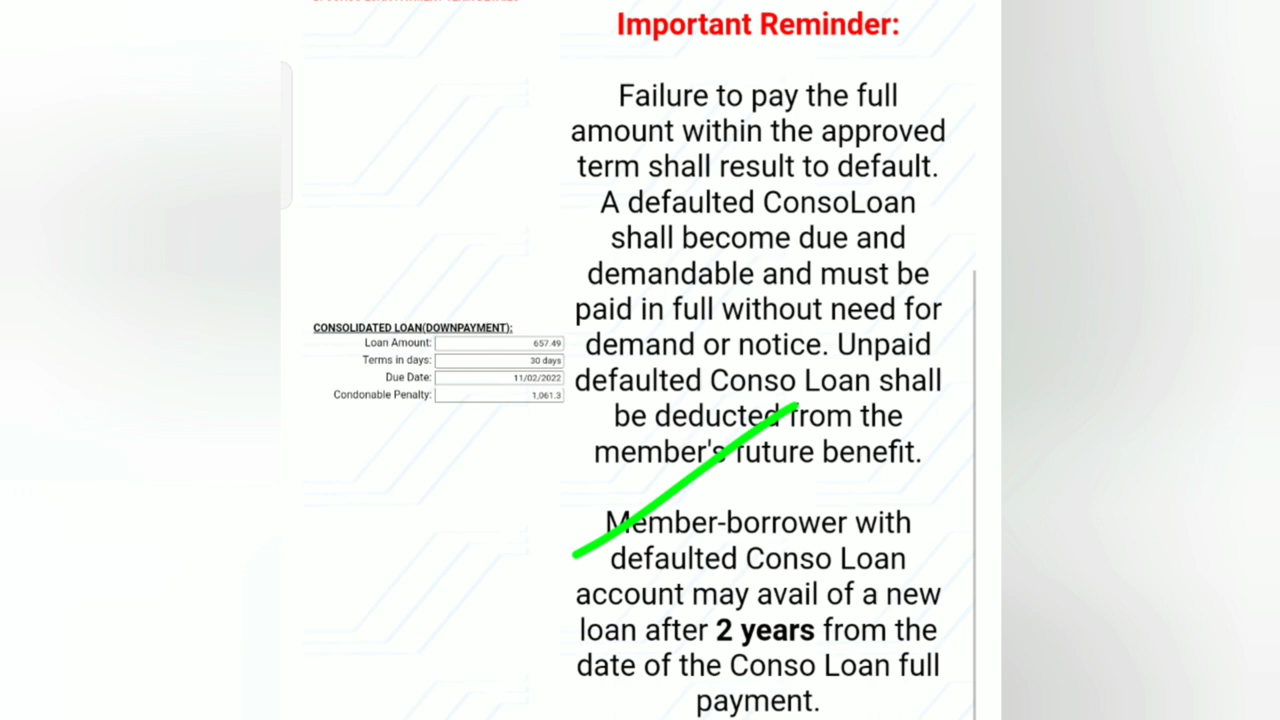 Important Reminder:
Failure to pay the full
amount within the approved
term shall result to default.
A defaulted ConsoLoan
shall become due and
demandable and must be
paid in full without need for
demand or notice. Unpaid
defaulted Conso Loan shall
be deducted from the
member's future benefit.
Member-borrower with
defaulted Conso Loan
account may avail of a new
loan after 2 years from the
date of the Conso Loan full
payment.
CONSOLIDATED LOAN(DOWNPAYMENT):
Loan Amount: 657.49
Terms in days: 30 days
Due Date: 11/02/2022
Condonable Penalty: 1,061.3